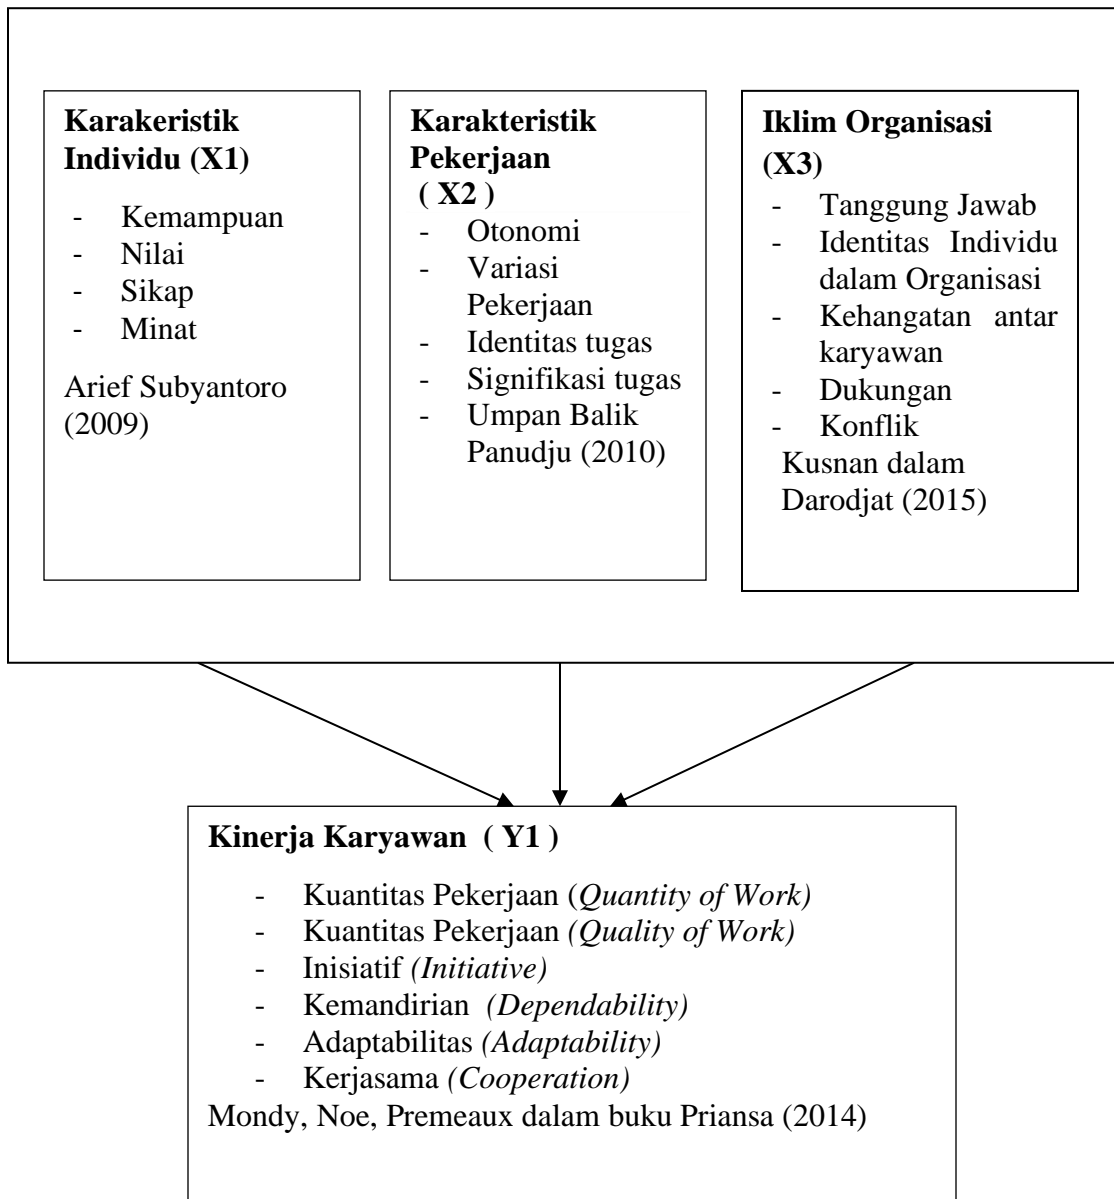 Karakeristik
Individu (X1)
- Kemampuan
- Nilai
- Sikap
- Minat
Arief Subyantoro
(2009)
Karakteristik
Pekerjaan
( X2 )
- Otonomi
- Variasi
Pekerjaan
- Identitas tugas
- Signifikasi tugas
- Umpan Balik
Panudju (2010)
Iklim Organisasi
(X3)
- Tanggung Jawab
- Identitas Individu
dalam Organisasi
- Kehangatan antar
karyawan
- Dukungan
- Konflik
Kusnan dalam
Darodjat (2015)
Kinerja Karyawan ( Y1 )
- Kuantitas Pekerjaan (Quantity of Work)
- Kuantitas Pekerjaan (Quality of Work)
- Inisiatif (Initiative)
- Kemandirian (Dependability)
- Adaptabilitas (Adaptability)
- Kerjasama (Cooperation)
Mondy, Noe, Premeaux dalam buku Priansa (2014)